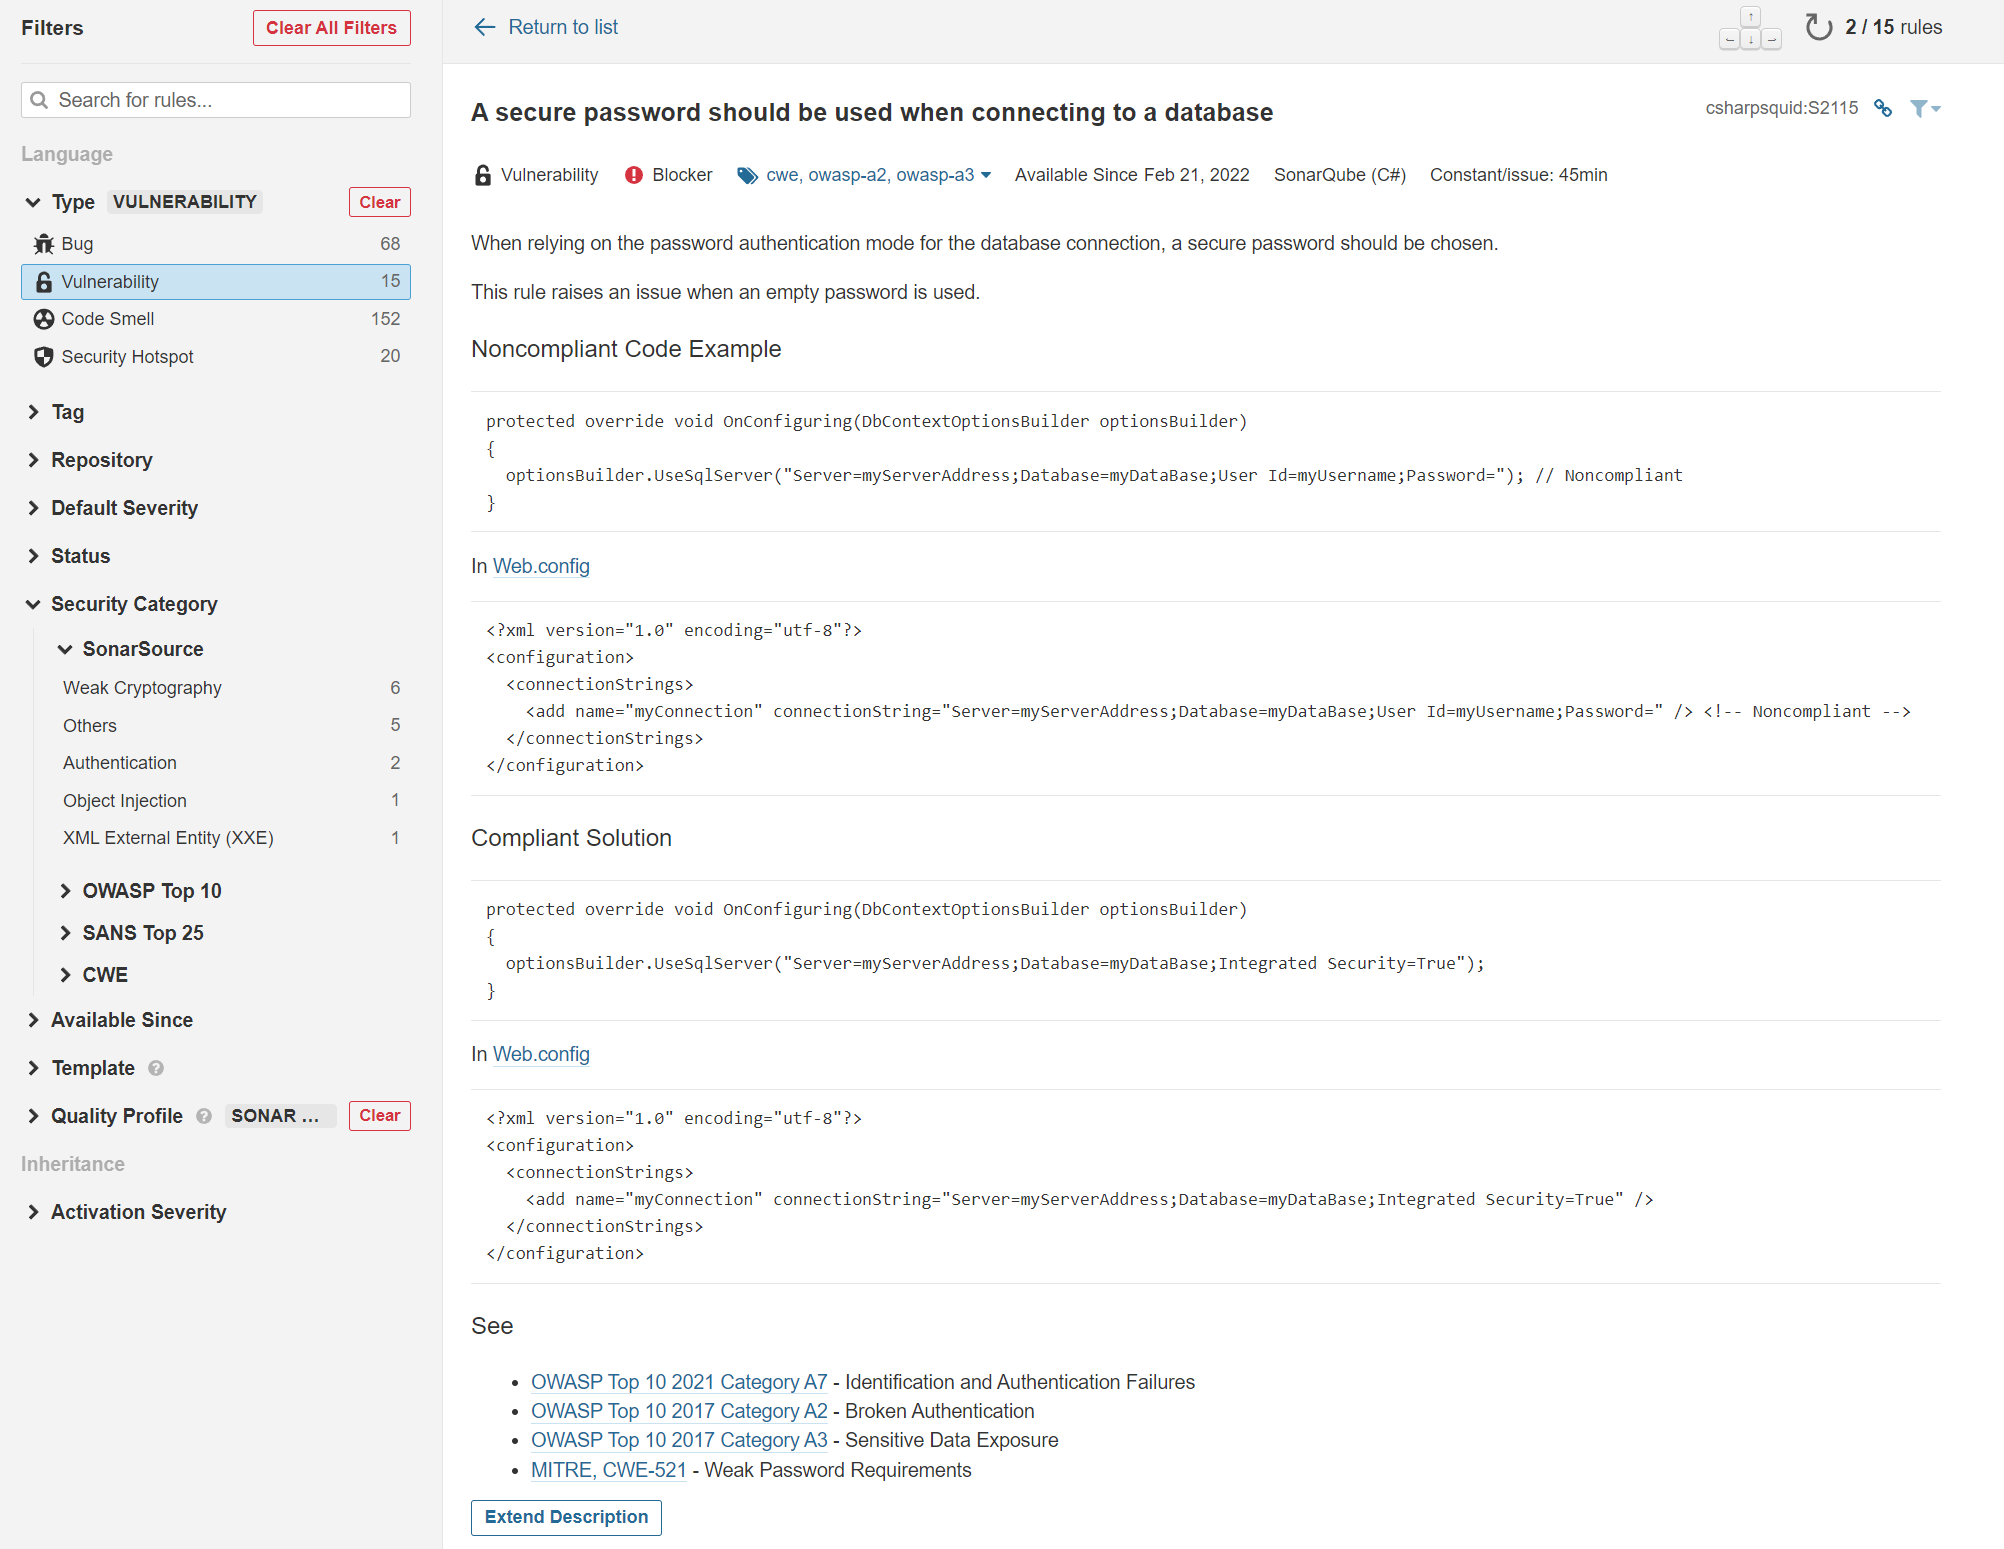 Filters
Clear All Filters
Search for rules...
Language
Type VULNERABILITY Clear
Bug 68
Vulnerability 15
Code Smell 152
Security Hotspot 20
Tag
Repository
Default Severity
Status
Security Category
SonarSource
Weak Cryptography 6
Others 5
Authentication 2
Object Injection 1
XML External Entity (XXE) 1
OWASP Top 10
SANS Top 25
CWE
Available Since
Template ?
Quality Profile ? SONAR ... Clear
Inheritance
Activation Severity
← Return to list
2 / 15 rules
A secure password should be used when connecting to a database
csharpsquid:S2115
Vulnerability Blocker cwe, owasp-a2, owasp-a3 Available Since Feb 21, 2022 SonarQube (C#) Constant/issue: 45min
When relying on the password authentication mode for the database connection, a secure password should be chosen.
This rule raises an issue when an empty password is used.
Noncompliant Code Example
protected override void OnConfiguring(DbContextOptionsBuilder optionsBuilder)
{
  optionsBuilder.UseSqlServer("Server=myServerAddress;Database=myDataBase;User Id=myUsername;Password="); // Noncompliant
}
In Web.config
<?xml version="1.0" encoding="utf-8"?>
<configuration>
  <connectionStrings>
    <add name="myConnection" connectionString="Server=myServerAddress;Database=myDataBase;User Id=myUsername;Password=" /> <!-- Noncompliant -->
  </connectionStrings>
</configuration>
Compliant Solution
protected override void OnConfiguring(DbContextOptionsBuilder optionsBuilder)
{
  optionsBuilder.UseSqlServer("Server=myServerAddress;Database=myDataBase;Integrated Security=True");
}
In Web.config
<?xml version="1.0" encoding="utf-8"?>
<configuration>
  <connectionStrings>
    <add name="myConnection" connectionString="Server=myServerAddress;Database=myDataBase;Integrated Security=True" />
  </connectionStrings>
</configuration>
See
• OWASP Top 10 2021 Category A7 - Identification and Authentication Failures
• OWASP Top 10 2017 Category A2 - Broken Authentication
• OWASP Top 10 2017 Category A3 - Sensitive Data Exposure
• MITRE, CWE-521 - Weak Password Requirements
Extend Description